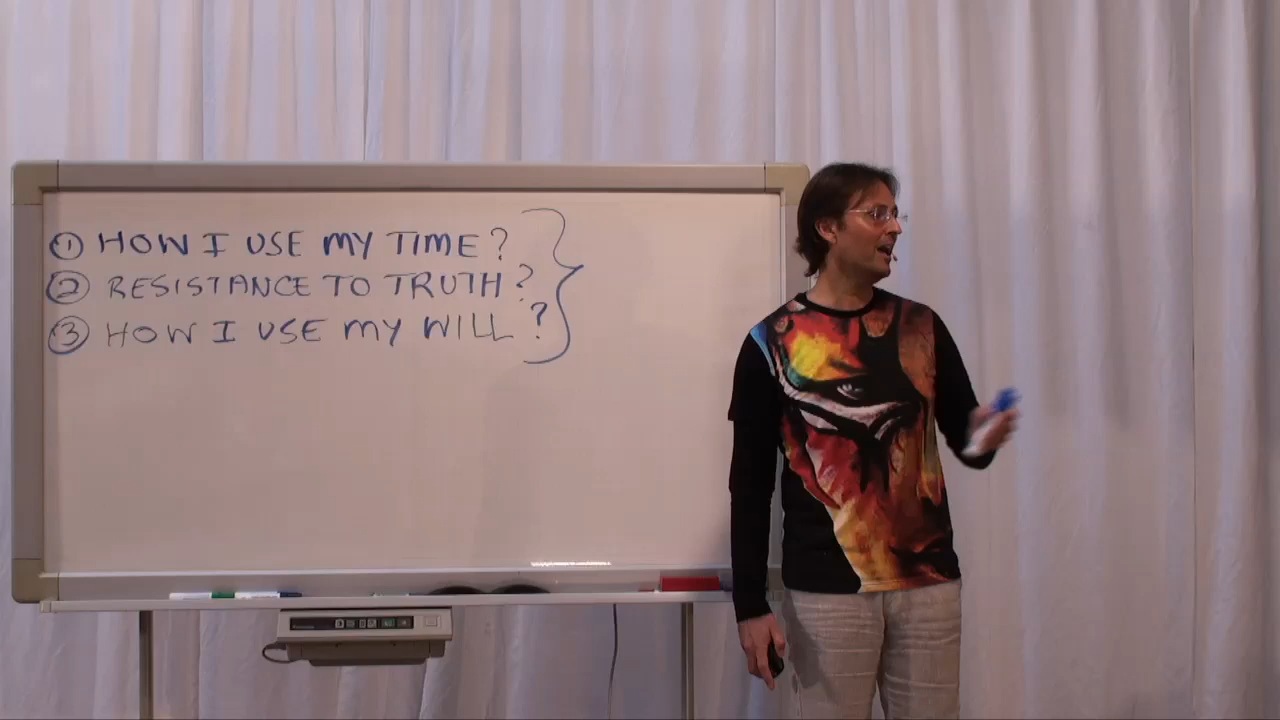 ① HOW I USE MY TIME?
② RESISTANCE TO TRUTH?
③ HOW I USE MY WILL?